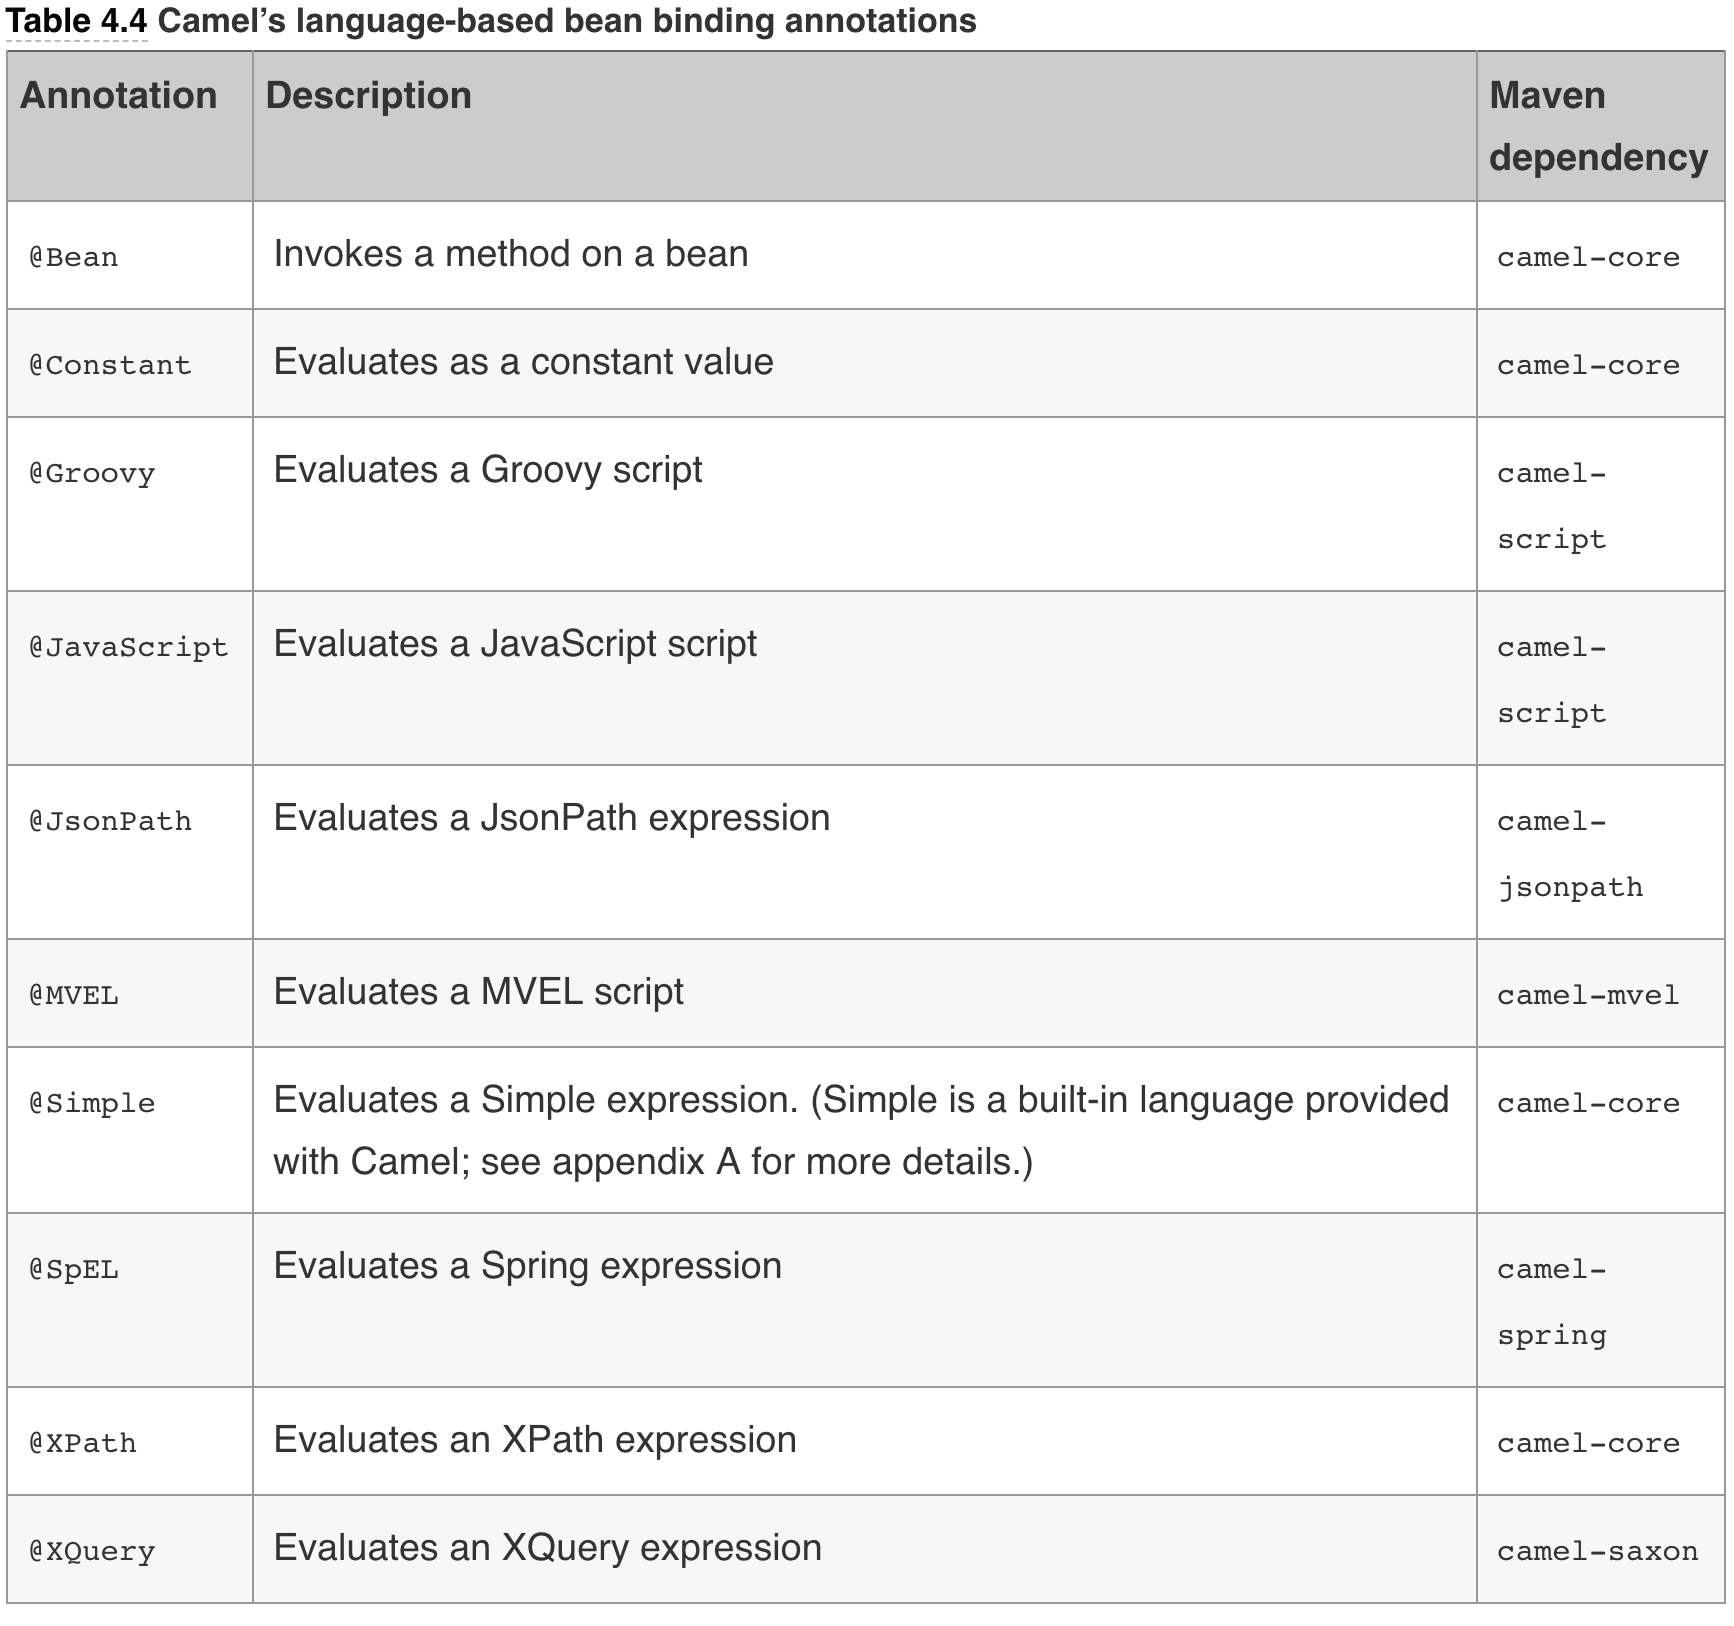 Table 4.4 Camel’s language-based bean binding annotations
Annotation Description Maven
dependency
@Bean Invokes a method on a bean camel-core
@Constant Evaluates as a constant value camel-core
@Groovy Evaluates a Groovy script camel-
script
@JavaScript Evaluates a JavaScript script camel-
script
@JsonPath Evaluates a JsonPath expression camel-
jsonpath
@MVEL Evaluates a MVEL script camel-mvel
@Simple Evaluates a Simple expression. (Simple is a built-in language provided camel-core
with Camel; see appendix A for more details.)
@SpEL Evaluates a Spring expression camel-
spring
@XPath Evaluates an XPath expression camel-core
@XQuery Evaluates an XQuery expression camel-saxon